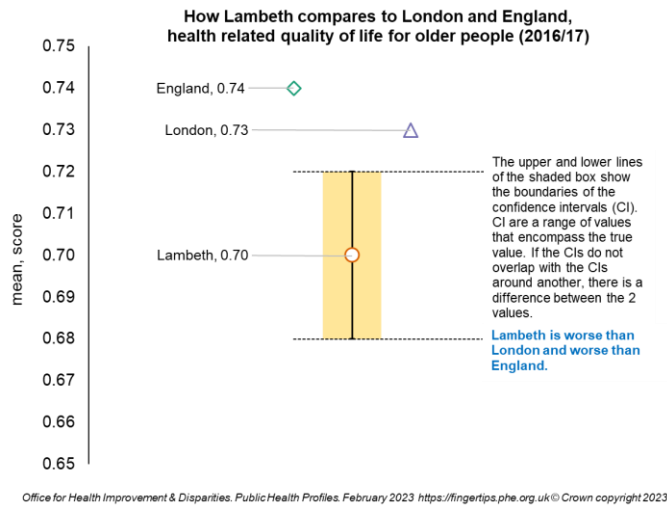 How Lambeth compares to London and England,
health related quality of life for older people (2016/17)
0.75
0.74
0.73
0.72
0.71
0.70
0.69
0.68
0.67
0.66
0.65
mean, score
England, 0.74
London, 0.73
Lambeth, 0.70
The upper and lower lines
of the shaded box show
the boundaries of the
confidence intervals (CI).
CI are a range of values
that encompass the true
value. If the CIs do not
overlap with the CIs
around another, there is a
difference between the 2
values.
Lambeth is worse than
London and worse than
England.
Office for Health Improvement & Disparities. Public Health Profiles. February 2023 https://fingertips.phe.org.uk © Crown copyright 2023